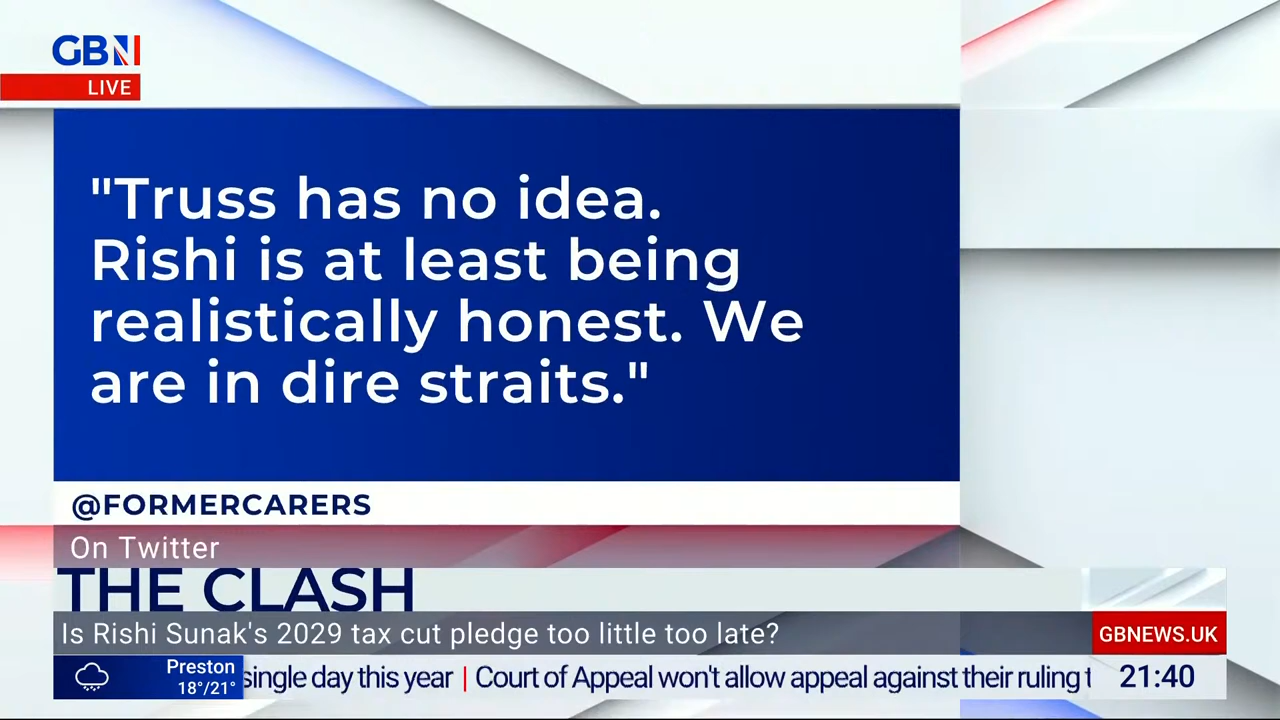 GBN
LIVE
"Truss has no idea.
Rishi is at least being
realistically honest. We
are in dire straits."
@FORMERCARERS
On Twitter
THE CLASH
Is Rishi Sunak's 2029 tax cut pledge too little too late?
GBNEWS.UK
Preston
18°/21°
single day this year | Court of Appeal won't allow appeal against their ruling t
21:40